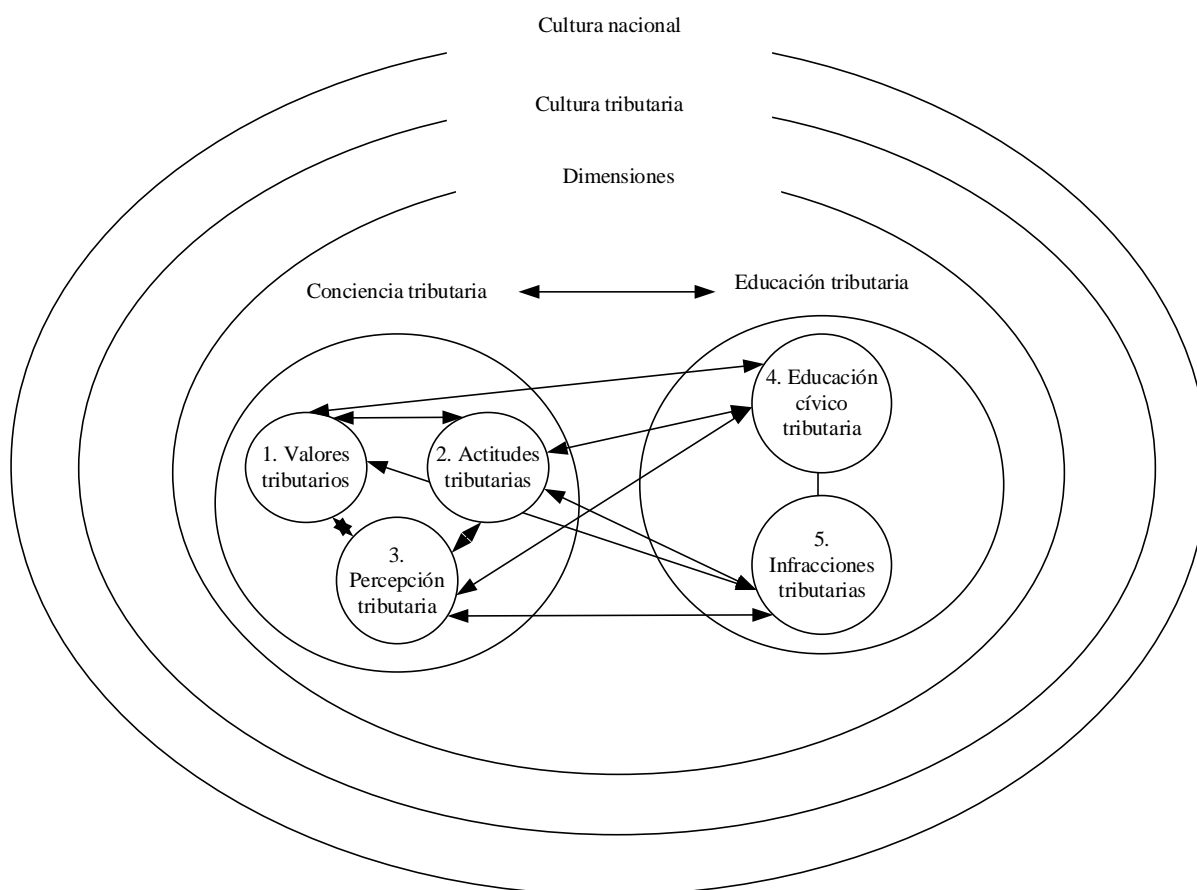 Cultura nacional
Cultura tributaria
Dimensiones
Conciencia tributaria
Educación tributaria
1. Valores
tributarios
2. Actitudes
tributarias
3.
Percepción
tributaria
4. Educación
cívico
tributaria
5.
Infracciones
tributarias